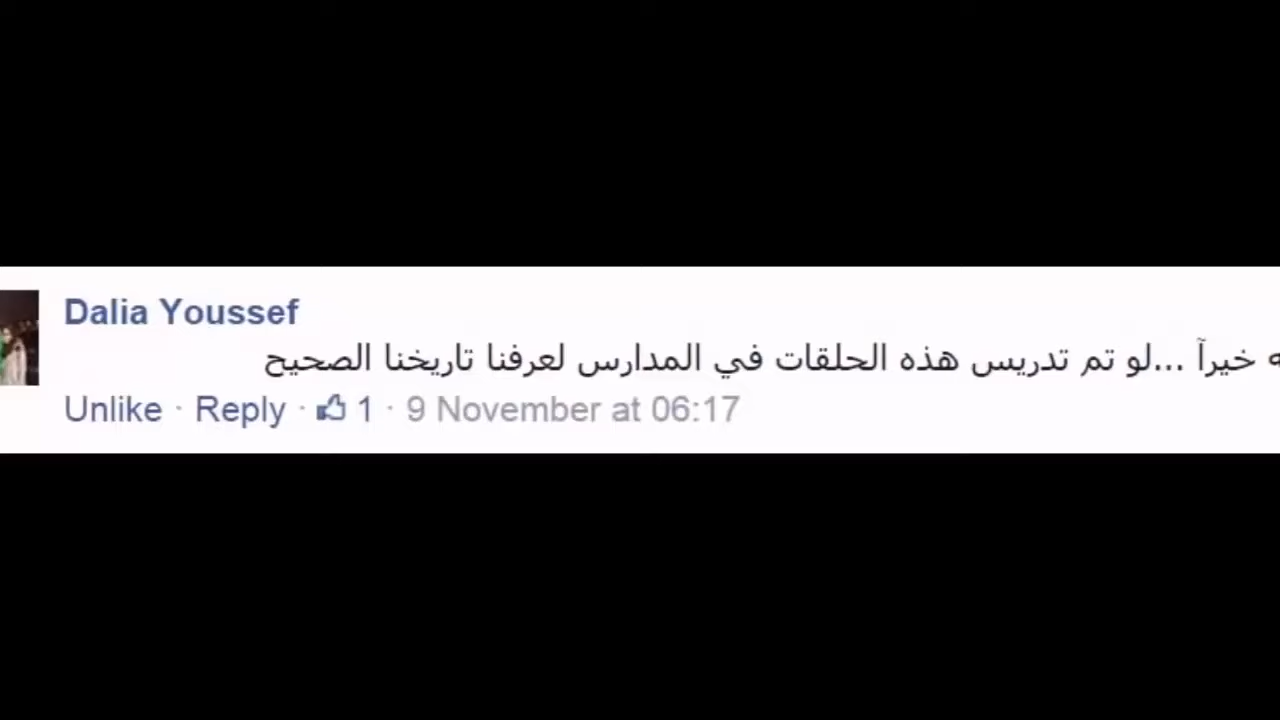 Dalia Youssef
خيرآ ...لو تم تدريس هذه الحلقات في المدارس لعرفنا تاريخنا الصحيح
Unlike · Reply · 1 · 9 November at 06:17